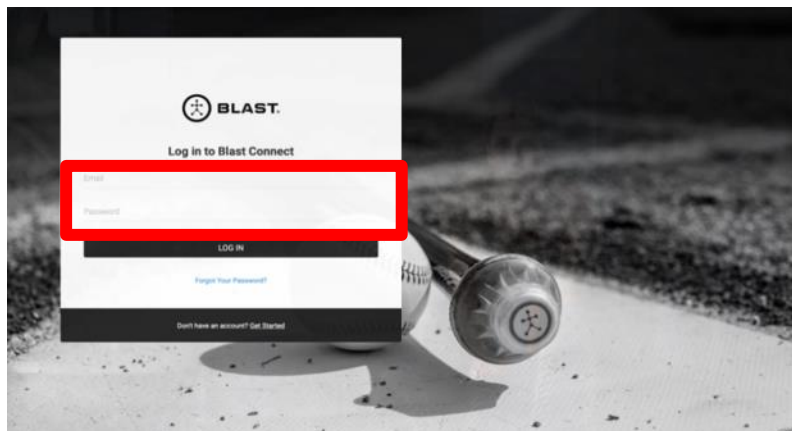 BLAST.
Log in to Blast Connect
Email
Password
LOG IN
Forgot Your Password?
Don't have an account? Get Started